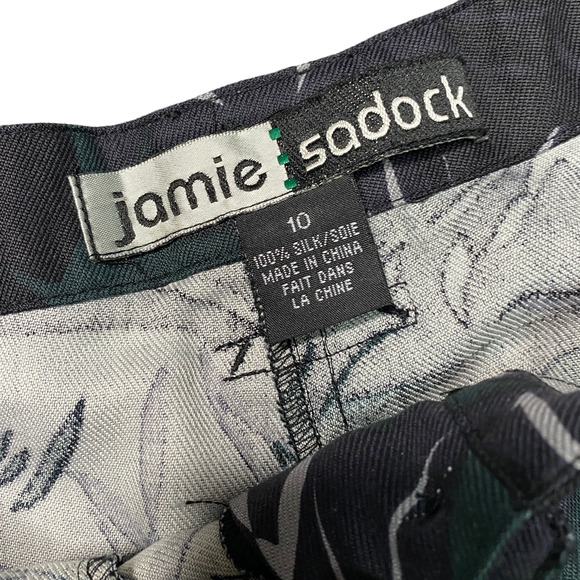 jamie sadock
10
100% SILK/SOIE
MADE IN CHINA
FAIT DANS
LA CHINE